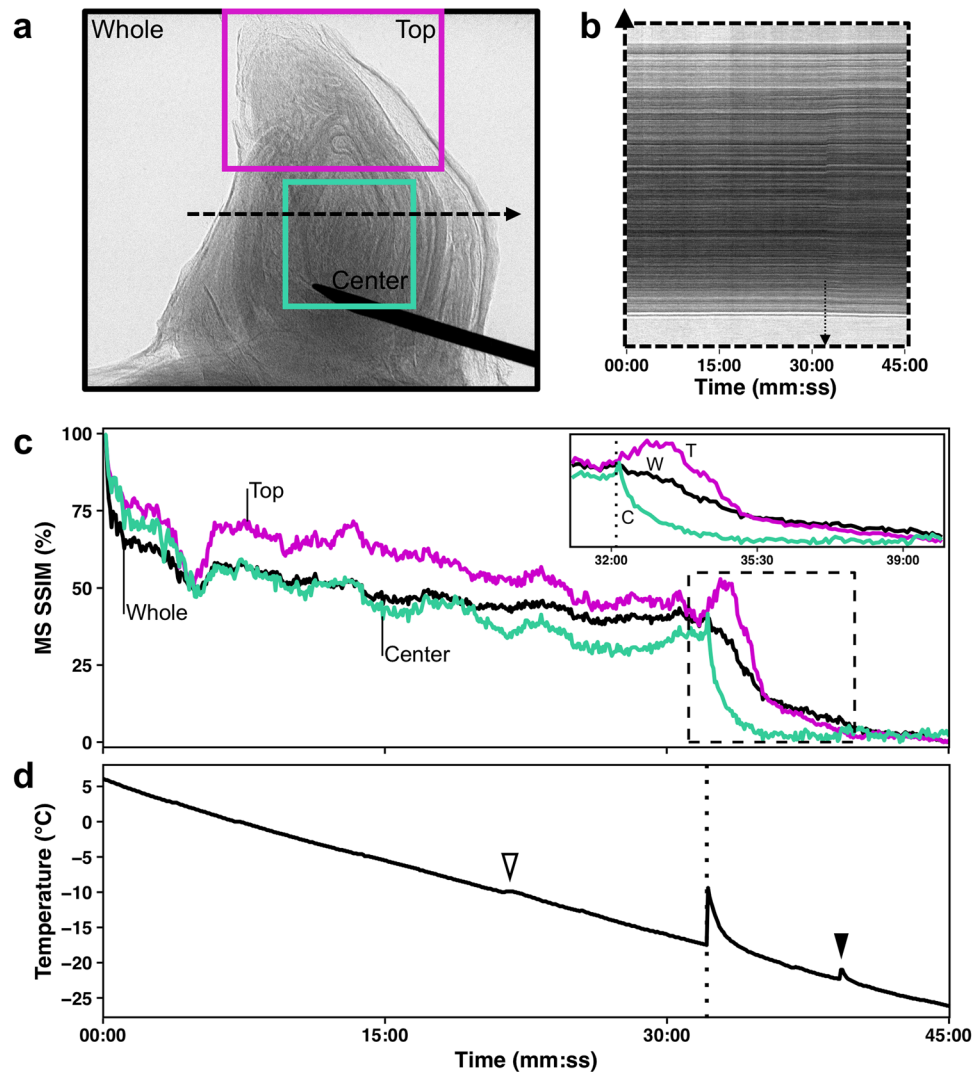 a
Whole
Top
Center
b
00:00 15:00 30:00 45:00
Time (mm:ss)
c
MS SSIM (%)
100
75
50
25
0
Top
Whole
Center
T
W
C
32:00 35:30 39:00
d
Temperature (°C)
5
0
−5
−10
−15
−20
−25
00:00 15:00 30:00 45:00
Time (mm:ss)